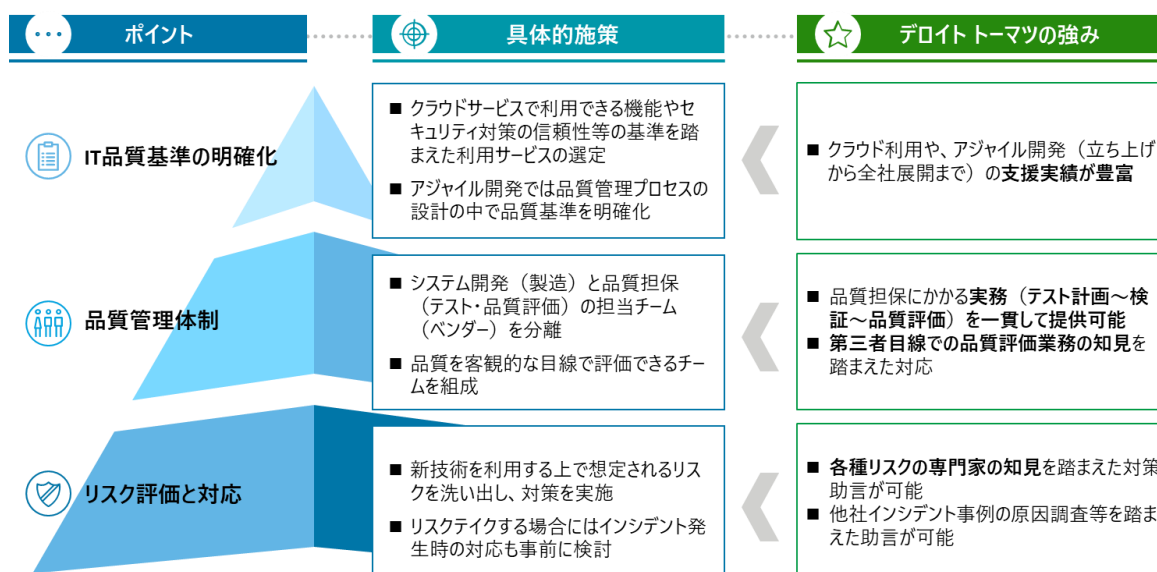 ポイント
具体的施策
デロイト トーマツの強み
IT品質基準の明確化
■ クラウドサービスで利用できる機能やセ
キュリティ対策の信頼性等の基準を踏
まえた利用サービスの選定
■ アジャイル開発では品質管理プロセスの
設計の中で品質基準を明確化
■ クラウド利用や、アジャイル開発（立ち上げ
から全社展開まで）の支援実績が豊富
品質管理体制
■ システム開発（製造）と品質担保
（テスト・品質評価）の担当チーム
（ベンダー）を分離
■ 品質を客観的な目線で評価できるチー
ムを組成
■ 品質担保にかかる実務（テスト計画～検
証～品質評価）を一貫して提供可能
■ 第三者目線での品質評価業務の知見を
踏まえた対応
リスク評価と対応
■ 新技術を利用する上で想定されるリス
クを洗い出し、対策を実施
■ リスクテイクする場合にはインシデント発
生時の対応も事前に検討
■ 各種リスクの専門家の知見を踏まえた対策
助言が可能
■ 他社インシデント事例の原因調査等を踏ま
えた助言が可能